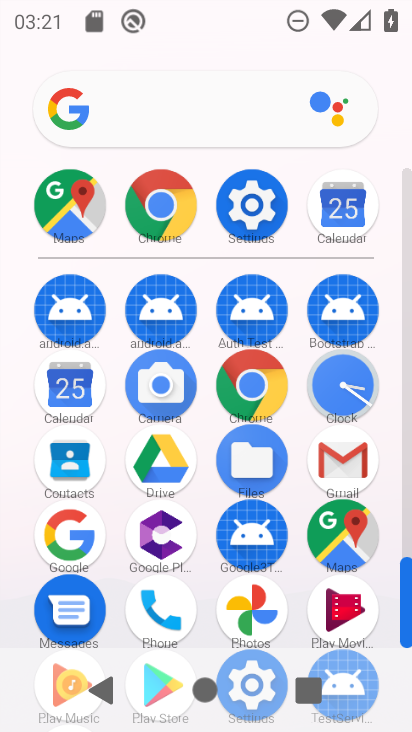 03:21
Maps Chrome Settings Calendar
25
android.a... android.a... Auth Test ... Bootstrap ...
25
Calendar Camera Chrome Clock
Contacts Drive Files Gmail
Google Google Pl... Google3T... Maps
Messages Phone Photos Play Movi...
Play Music Play Store Settings TestServi...